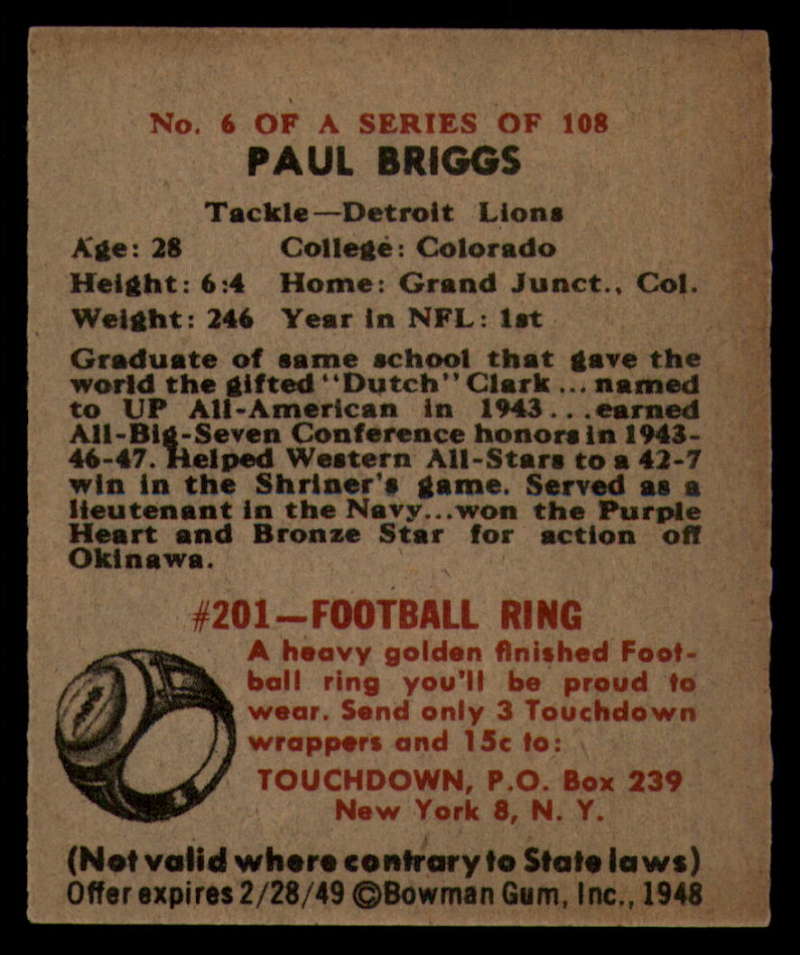 No. 6 OF A SERIES OF 108
PAUL BRIGGS
Tackle—Detroit Lions
Age: 28 College: Colorado
Height: 6:4 Home: Grand Junct., Col.
Weight: 246 Year in NFL: 1st
Graduate of same school that gave the
world the gifted "Dutch" Clark ... named
to UP All-American in 1943 ... earned
All-Big-Seven Conference honors in 1943-
46-47. Helped Western All-Stars to a 42-7
win in the Shriner's game. Served as a
lieutenant in the Navy...won the Purple
Heart and Bronze Star for action off
Okinawa.
#201—FOOTBALL RING
A heavy golden finished Foot-
ball ring you'll be proud to
wear. Send only 3 Touchdown
wrappers and 15c to:
TOUCHDOWN, P.O. Box 239
New York 8, N. Y.
(Not valid where contrary to State laws)
Offer expires 2/28/49 ©Bowman Gum, Inc., 1948